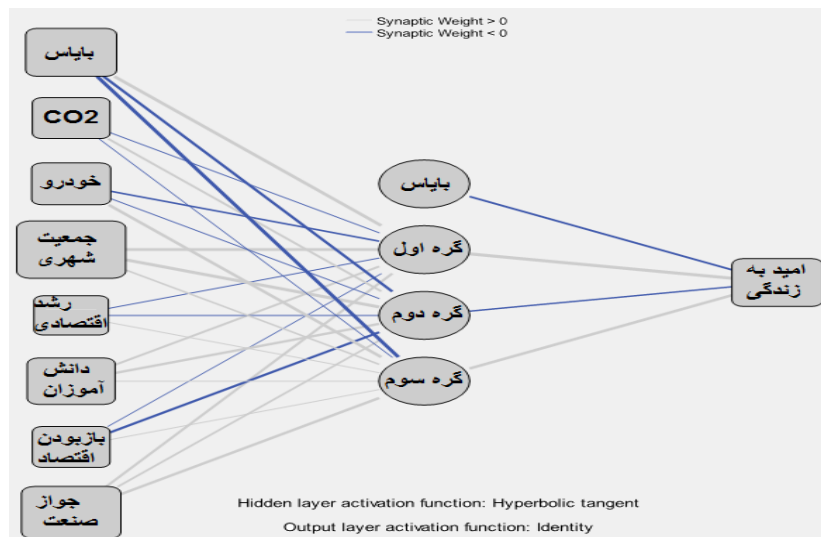 Synaptic Weight > 0
Synaptic Weight < 0
بایاس
CO2
خودرو
جمعیت
شهری
رشد
اقتصادی
دانش
آموزان
بازبودن
اقتصاد
جواز
صنعت
بایاس
گره اول
گره دوم
گره سوم
امید به
زندگی
Hidden layer activation function: Hyperbolic tangent
Output layer activation function: Identity